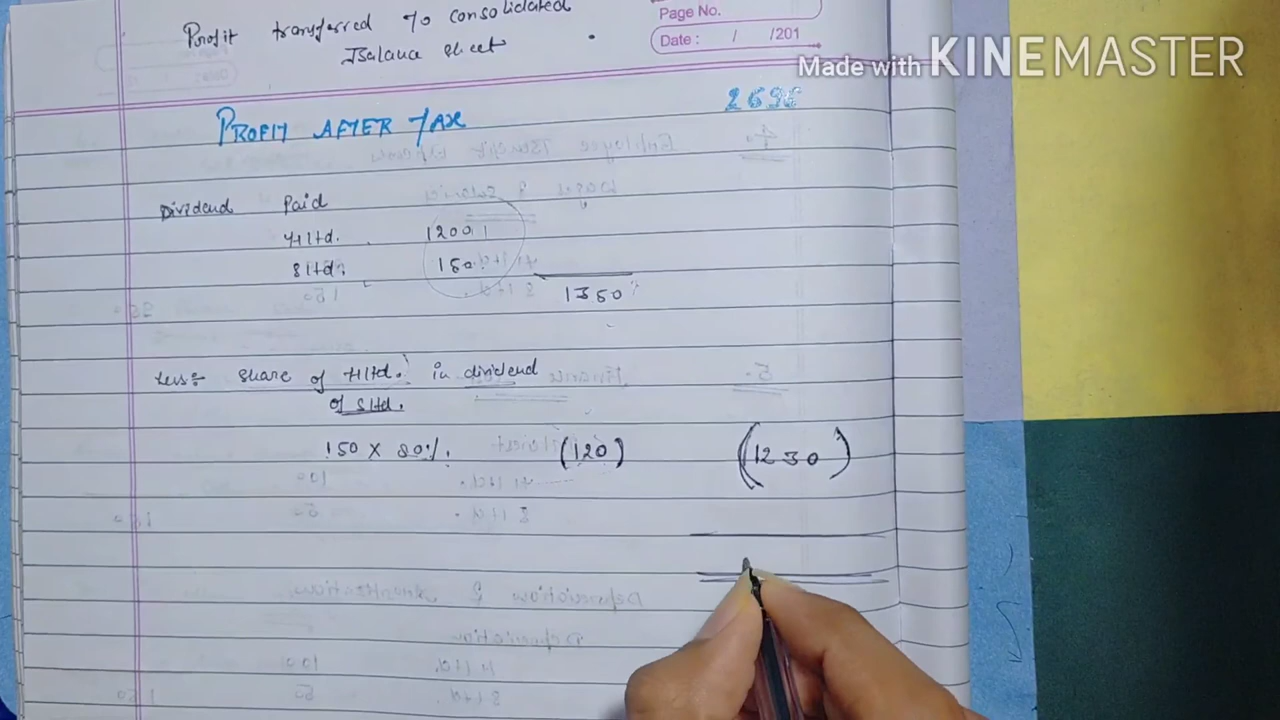 Profit transferred to consolidated
Balance sheet
Page No.
Date : / /201
Made with KINEMASTER
PROFIT AFTER TAX 2696
Dividend Paid
H ltd. 1200
S ltd. 150
1350
Less:- share of H ltd. in dividend
of S ltd.
150 X 80%. (120) (1230)